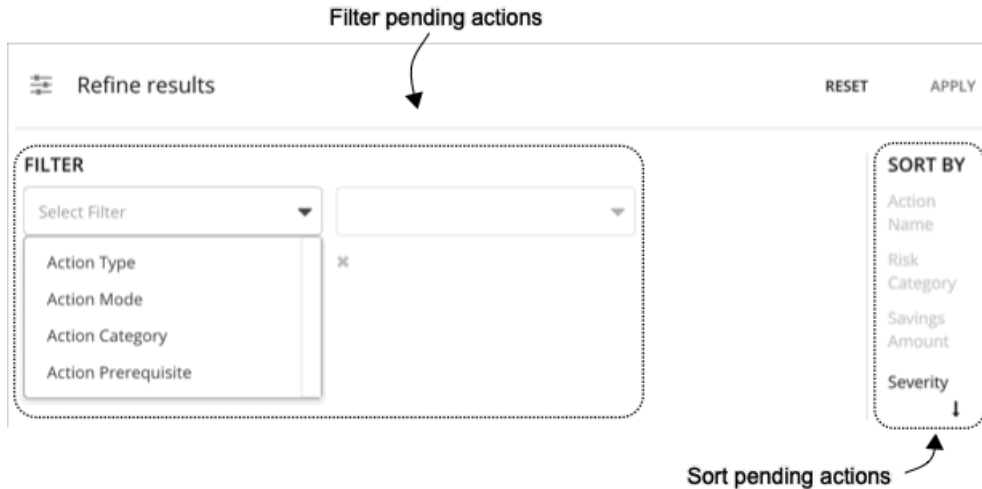 Filter pending actions
Refine results
RESET
APPLY
FILTER
Select Filter
Action Type
Action Mode
Action Category
Action Prerequisite
SORT BY
Action
Name
Risk
Category
Savings
Amount
Severity
Sort pending actions